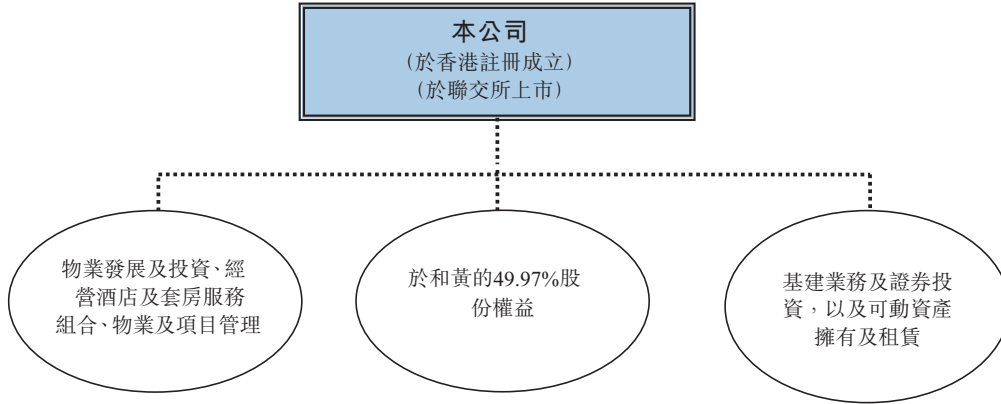 本公司
(於香港註冊成立)
(於聯交所上市)
物業發展及投資、經
營酒店及套房服務
組合、物業及項目管理
於和黃的49.97%股
份權益
基建業務及證券投
資，以及可動資產
擁有及租賃